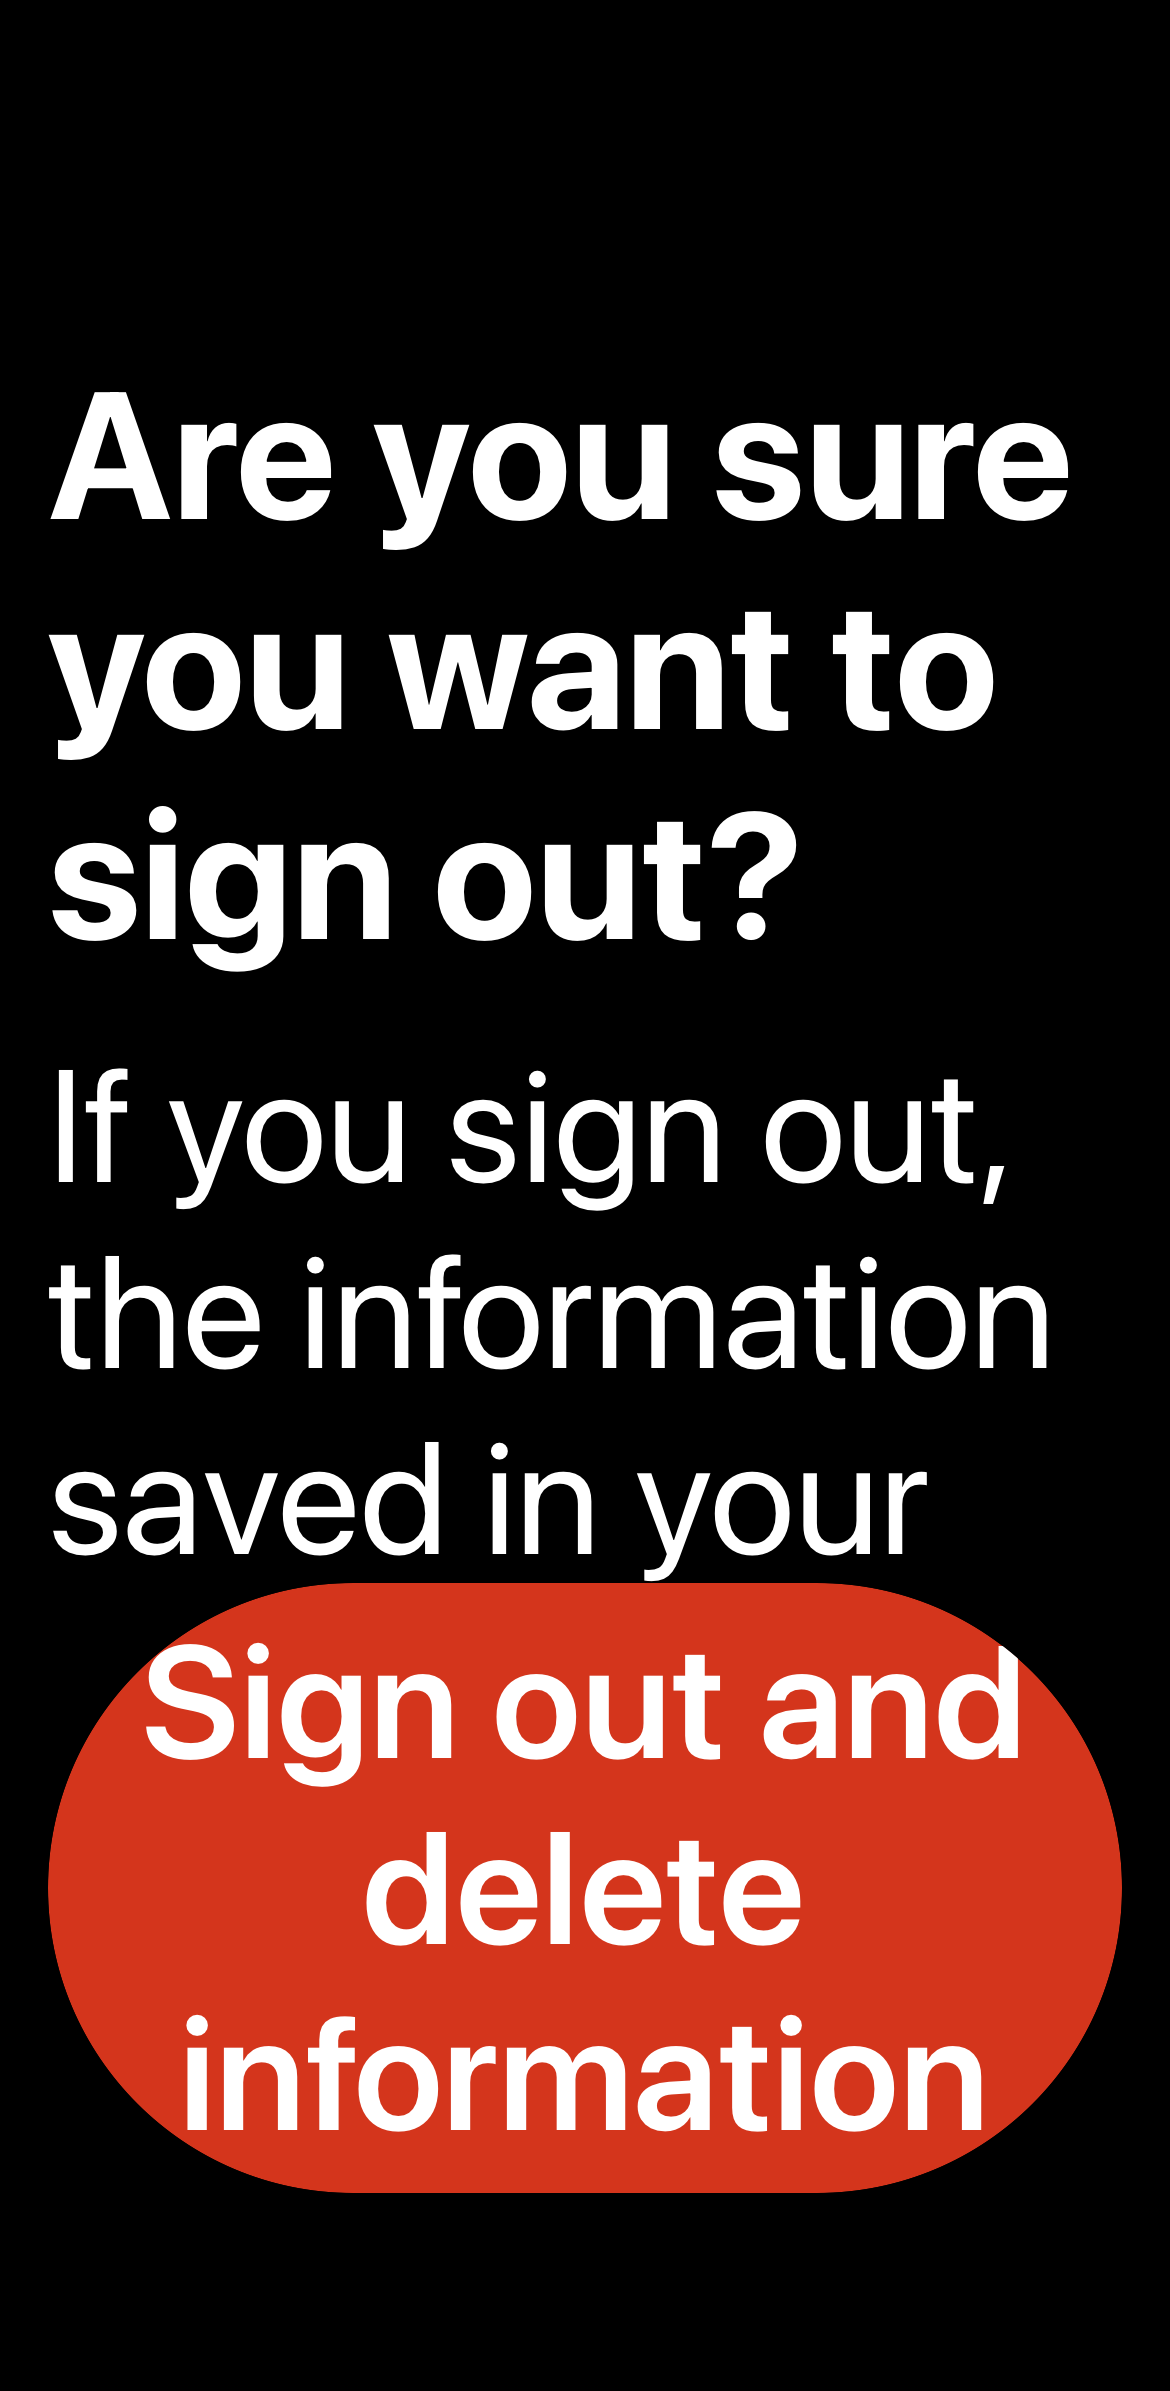 Are you sure
you want to
sign out?
If you sign out,
the information
saved in your
Sign out and
delete
information